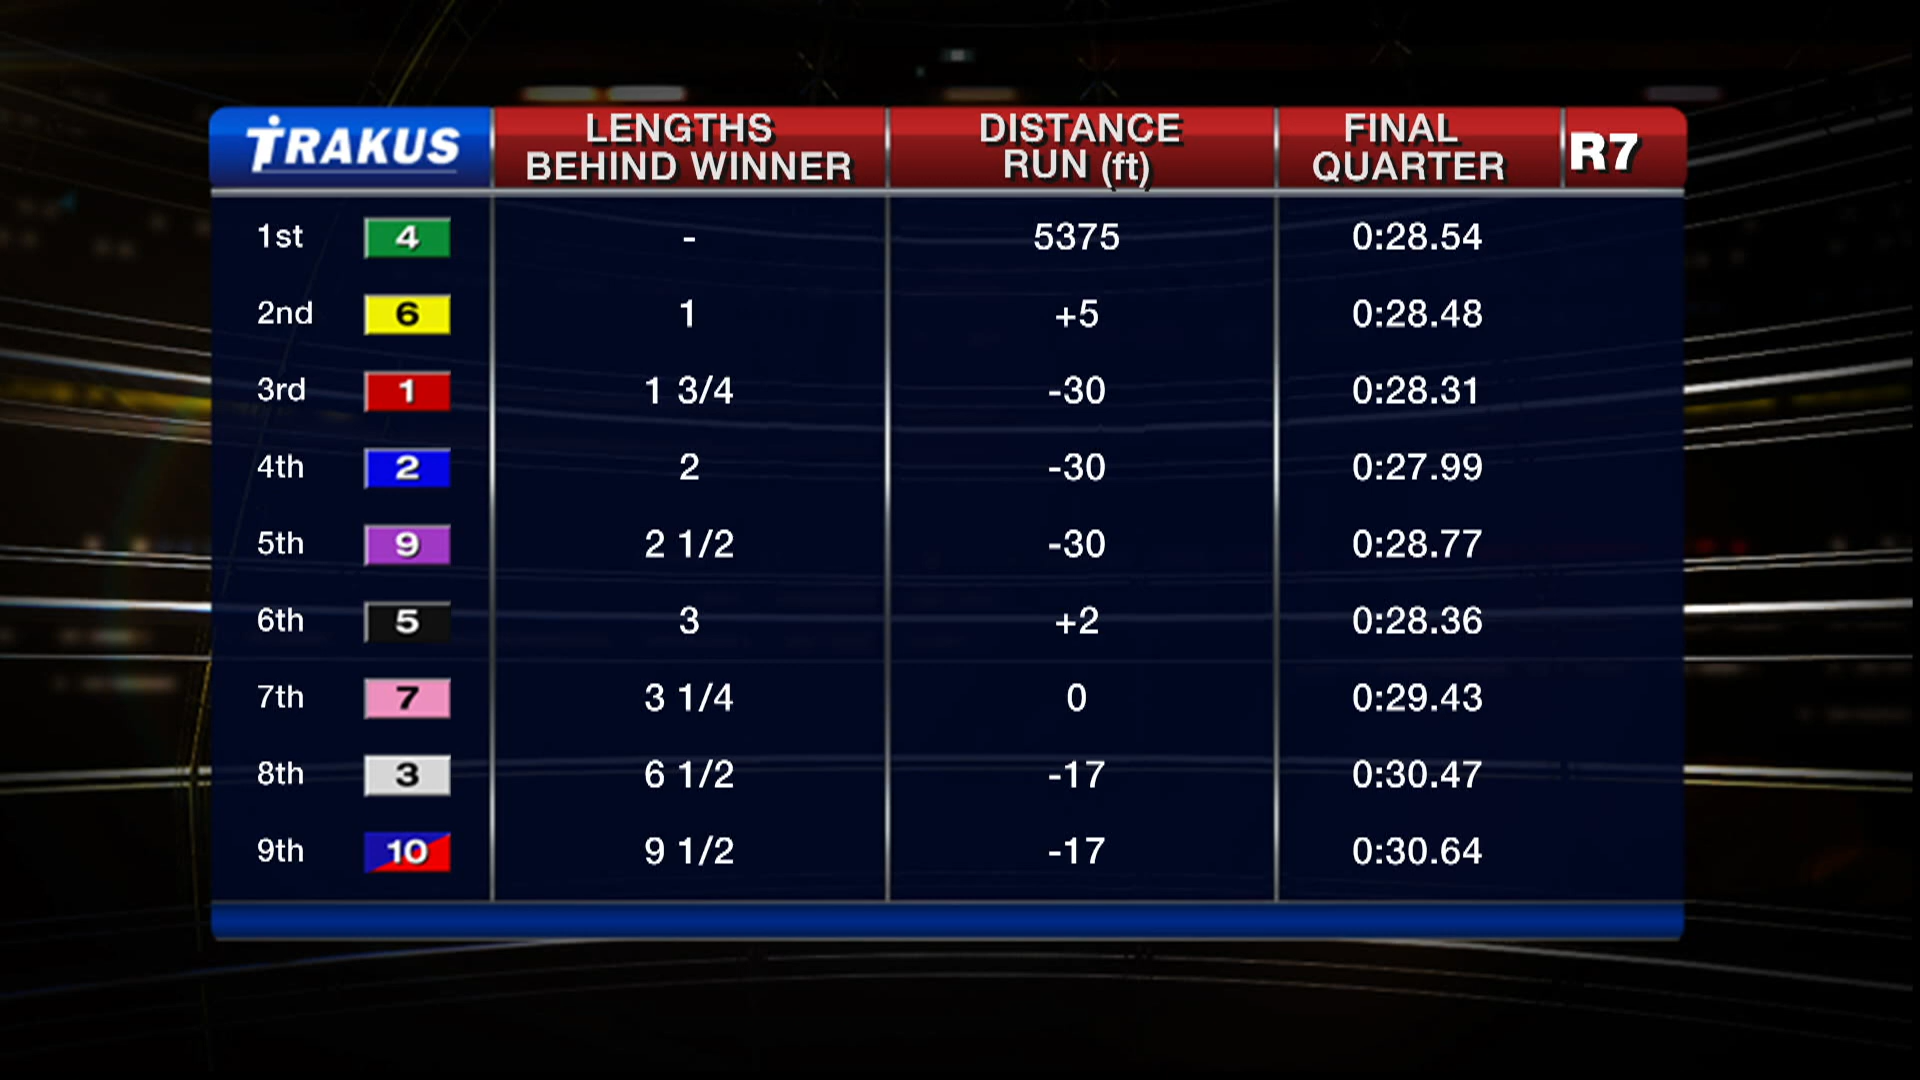 TRAKUS LENGTHS BEHIND WINNER DISTANCE RUN (ft) FINAL QUARTER R7
1st 4 - 5375 0:28.54
2nd 6 1 +5 0:28.48
3rd 1 1 3/4 -30 0:28.31
4th 2 2 -30 0:27.99
5th 9 2 1/2 -30 0:28.77
6th 5 3 +2 0:28.36
7th 7 3 1/4 0 0:29.43
8th 3 6 1/2 -17 0:30.47
9th 10 9 1/2 -17 0:30.64